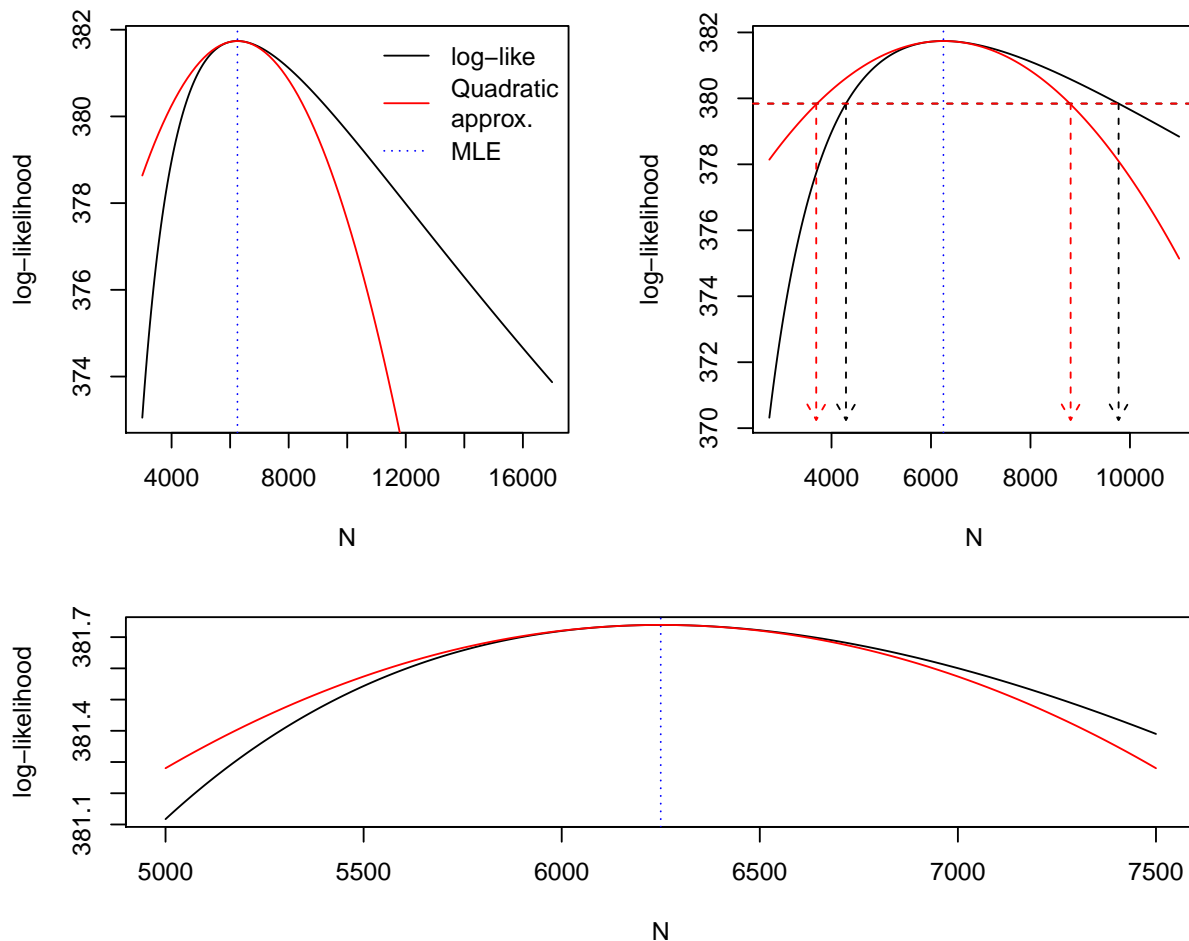 log−likelihood
374
376
378
380
382
4000
8000
12000
16000
N
log−like
Quadratic
approx.
MLE
log−likelihood
370
372
374
376
378
380
382
4000
6000
8000
10000
N
log−likelihood
381.1
381.4
381.7
5000
5500
6000
6500
7000
7500
N